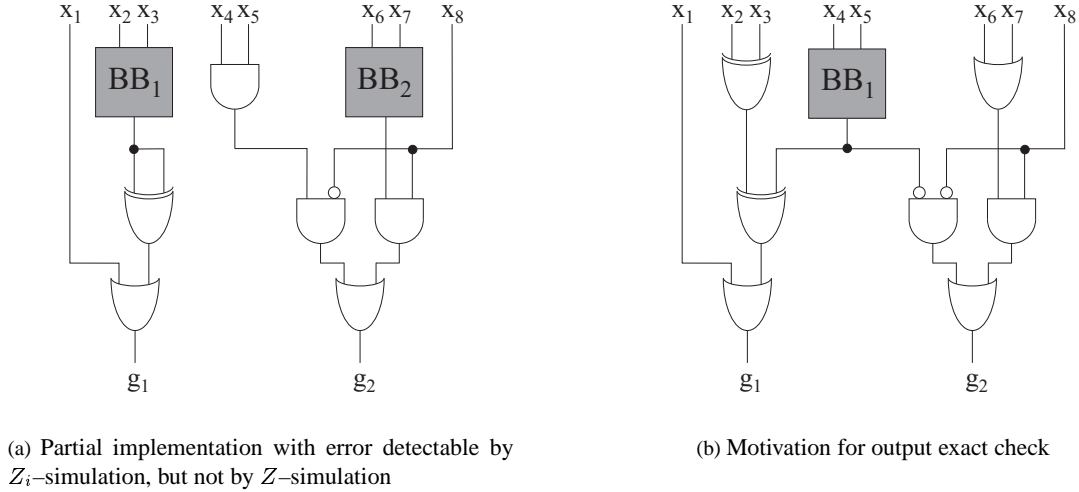 x₁ x₂ x₃ x₄ x₅ x₆ x₇ x₈
BB₁ BB₂
g₁ g₂
(a) Partial implementation with error detectable by
Zᵢ–simulation, but not by Z–simulation
x₁ x₂ x₃ x₄ x₅ x₆ x₇ x₈
BB₁
g₁ g₂
(b) Motivation for output exact check